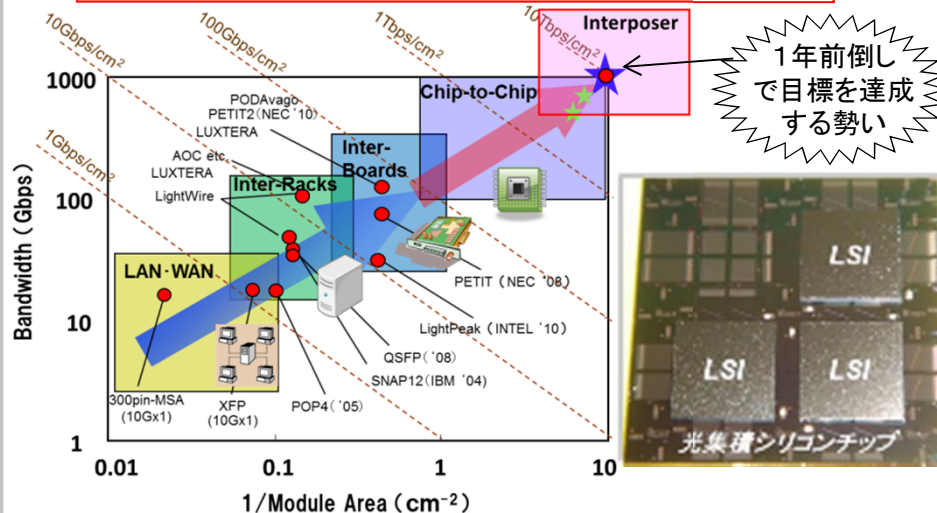 10Gbps/cm²
100Gbps/cm²
1Tbps/cm²
10Tbps/cm²
1Gbps/cm²
Interposer
1年前倒し
で目標を達成
する勢い
1000
100
10
1
Bandwidth (Gbps)
Chip-to-Chip
PODAvago
PETIT2(NEC '10)
LUXTERA
Inter-
Boards
AOC etc.
LUXTERA
Inter-Racks
LightWire
LAN·WAN
PETIT (NEC '08)
LightPeak (INTEL '10)
QSFP('08)
SNAP12(IBM '04)
300pin-MSA
(10Gx1)
XFP
(10Gx1)
POP4('05)
0.01
0.1
1
10
1/Module Area (cm⁻²)
LSI
LSI
LSI
光集積シリコンチップ